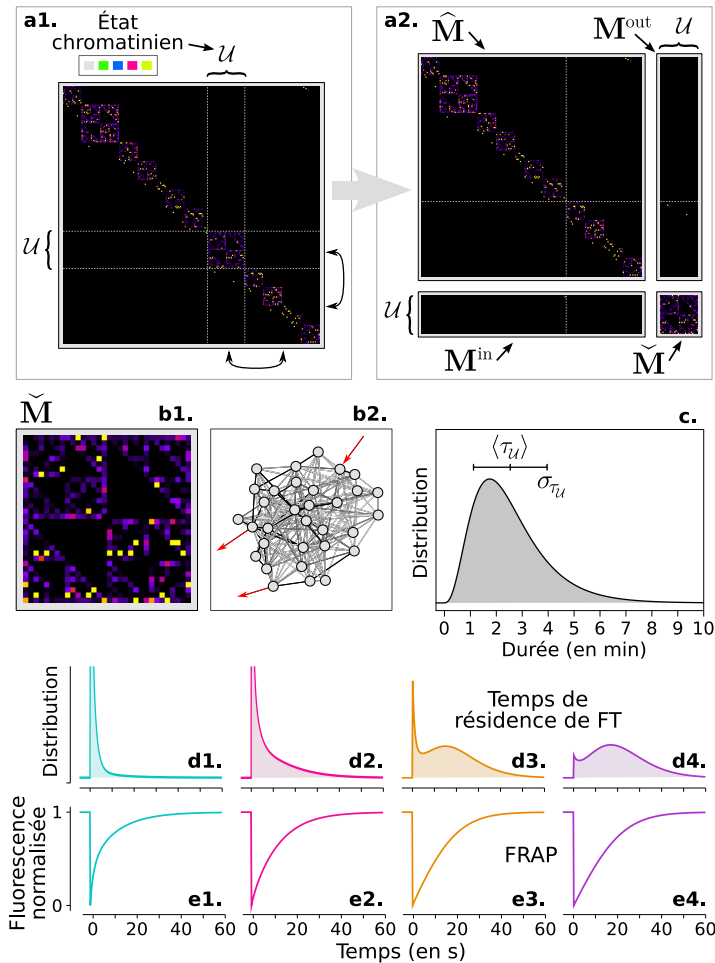 a1.
État
chromatinien
𝒰
𝒰
a2.
M̂
M^out
𝒰
𝒰
M^in
M̆
M̆
b1.
b2.
c.
⟨τ_𝒰⟩
σ_τ_𝒰
Distribution
0 1 2 3 4 5 6 7 8 9 10
Durée (en min)
Distribution
d1.
d2.
Temps de
résidence de FT
d3.
d4.
Fluorescence
normalisée
1
0
e1.
e2.
FRAP
e3.
e4.
0 20 40 60
0 20 40 60
0 20 40 60
0 20 40 60
Temps (en s)